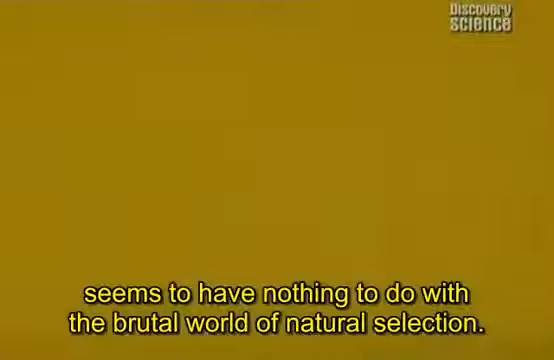 Discovery
SCIENCE
seems to have nothing to do with
the brutal world of natural selection.